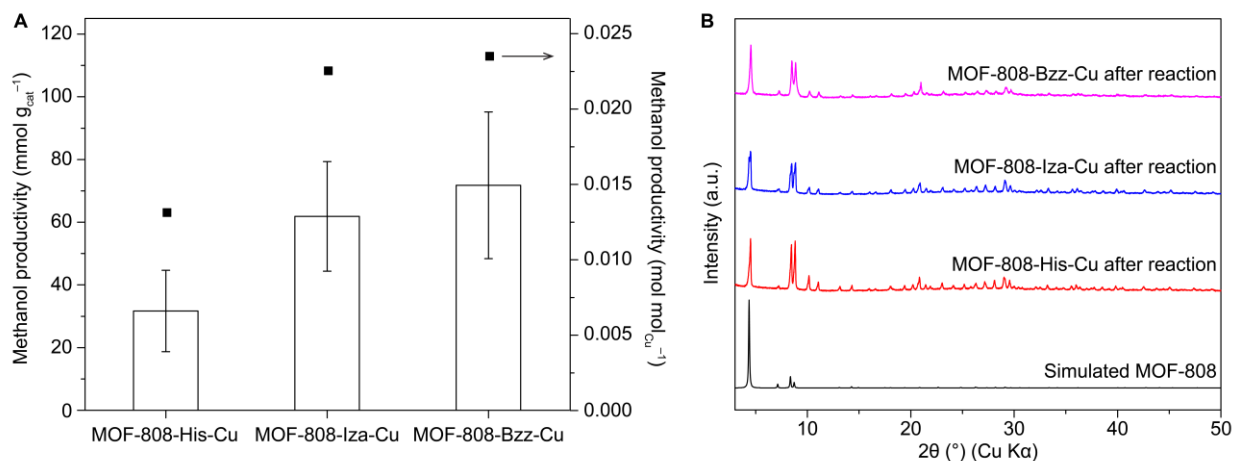 A
Methanol productivity (mmol g_cat^−1)
120
100
80
60
40
20
0
0.025
0.020
0.015
0.010
0.005
0.000
Methanol productivity (mol mol_Cu^−1)
MOF-808-His-Cu MOF-808-Iza-Cu MOF-808-Bzz-Cu
B
Intensity (a.u.)
MOF-808-Bzz-Cu after reaction
MOF-808-Iza-Cu after reaction
MOF-808-His-Cu after reaction
Simulated MOF-808
10 20 30 40 50
2θ (°) (Cu Kα)